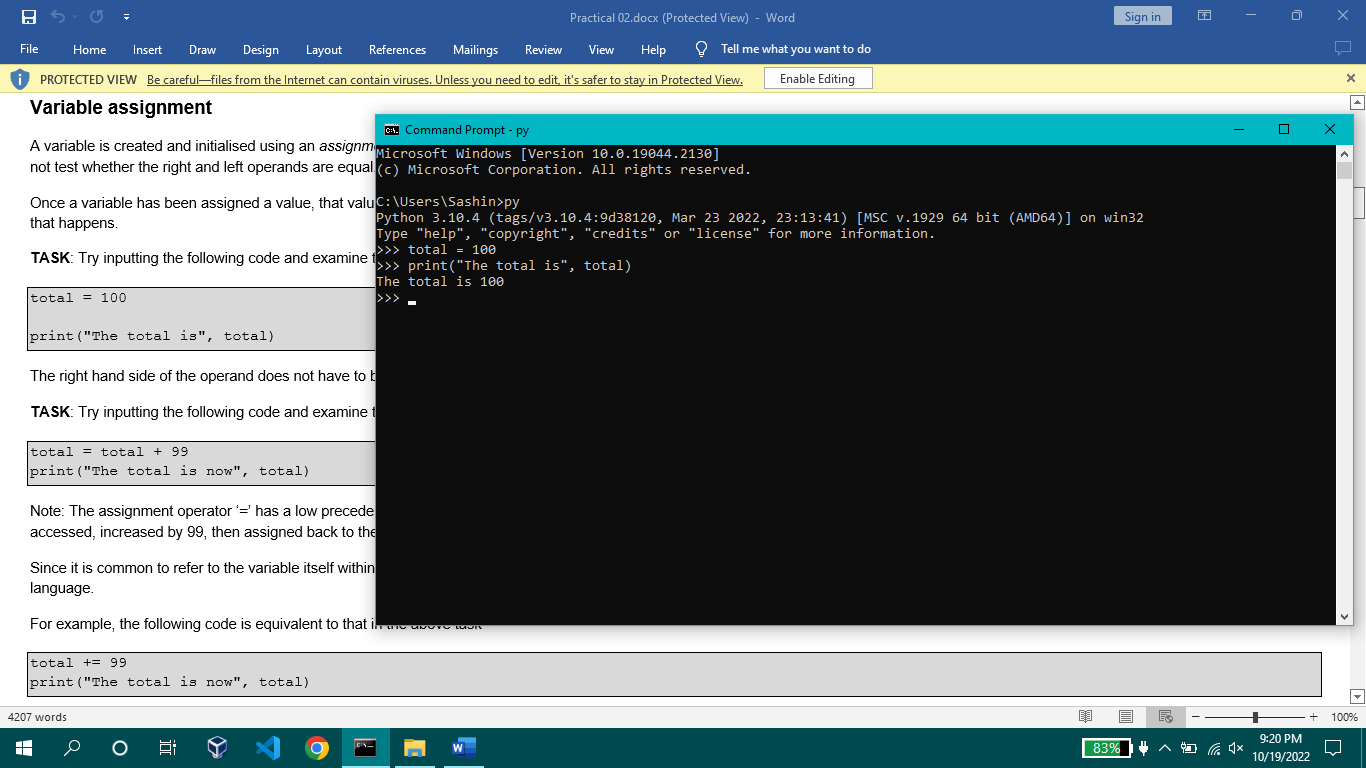 Practical 02.docx (Protected View) - Word
Sign in
File Home Insert Draw Design Layout References Mailings Review View Help Tell me what you want to do
PROTECTED VIEW Be careful—files from the Internet can contain viruses. Unless you need to edit, it's safer to stay in Protected View. Enable Editing
Variable assignment
A variable is created and initialised using an
not test whether the right and left operands are equal
Once a variable has been assigned a value, that
that happens.
TASK: Try inputting the following code and examine
total = 100
print("The total is", total)
The right hand side of the operand does not have to
TASK: Try inputting the following code and examine
total = total + 99
print("The total is now", total)
Note: The assignment operator ‘=’ has a low
accessed, increased by 99, then assigned back to the
Since it is common to refer to the variable itself within
language.
For example, the following code is equivalent to that in the above task
total += 99
print("The total is now", total)
Command Prompt - py
Microsoft Windows [Version 10.0.19044.2130]
(c) Microsoft Corporation. All rights reserved.
C:\Users\Sashin>py
Python 3.10.4 (tags/v3.10.4:9d38120, Mar 23 2022, 23:13:41) [MSC v.1929 64 bit (AMD64)] on win32
Type "help", "copyright", "credits" or "license" for more information.
>>> total = 100
>>> print("The total is", total)
The total is 100
>>>
4207 words
100%
83%
9:20 PM
10/19/2022